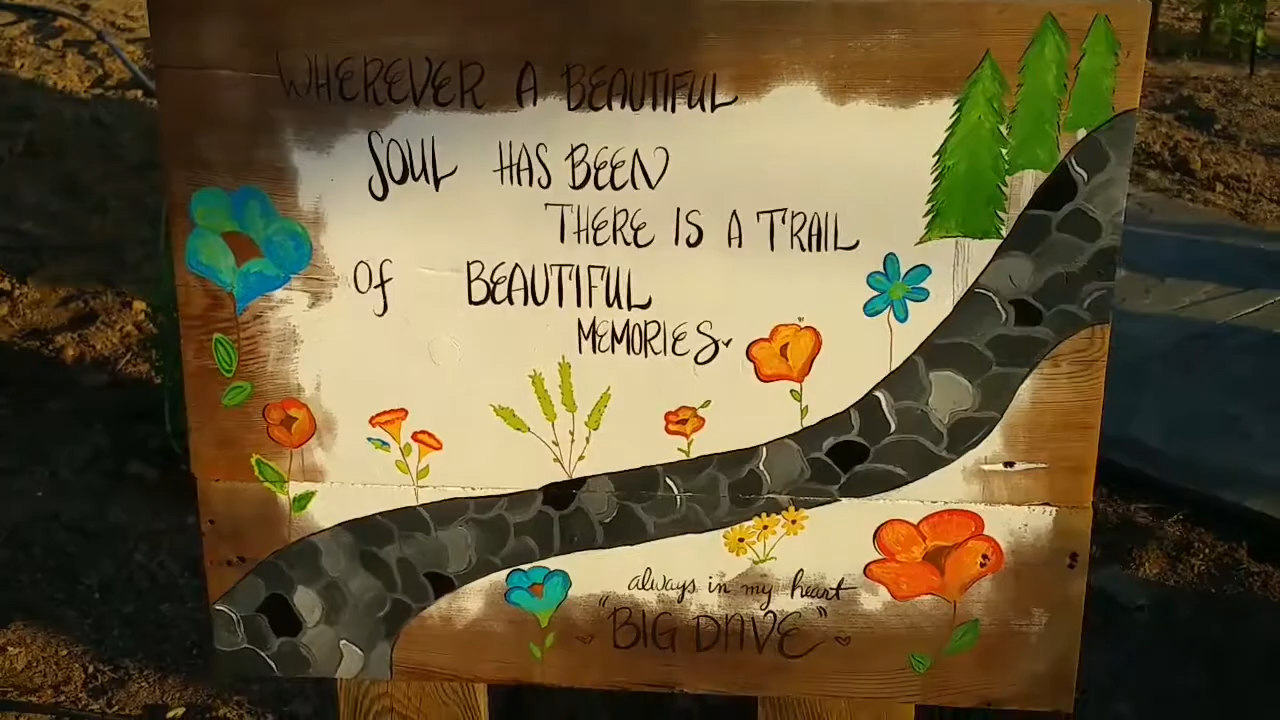 WHEREVER A BEAUTIFUL
SOUL HAS BEEN
THERE IS A TRAIL
Of BEAUTIFUL
MEMORIES
always in my heart
"BIG DAVE"